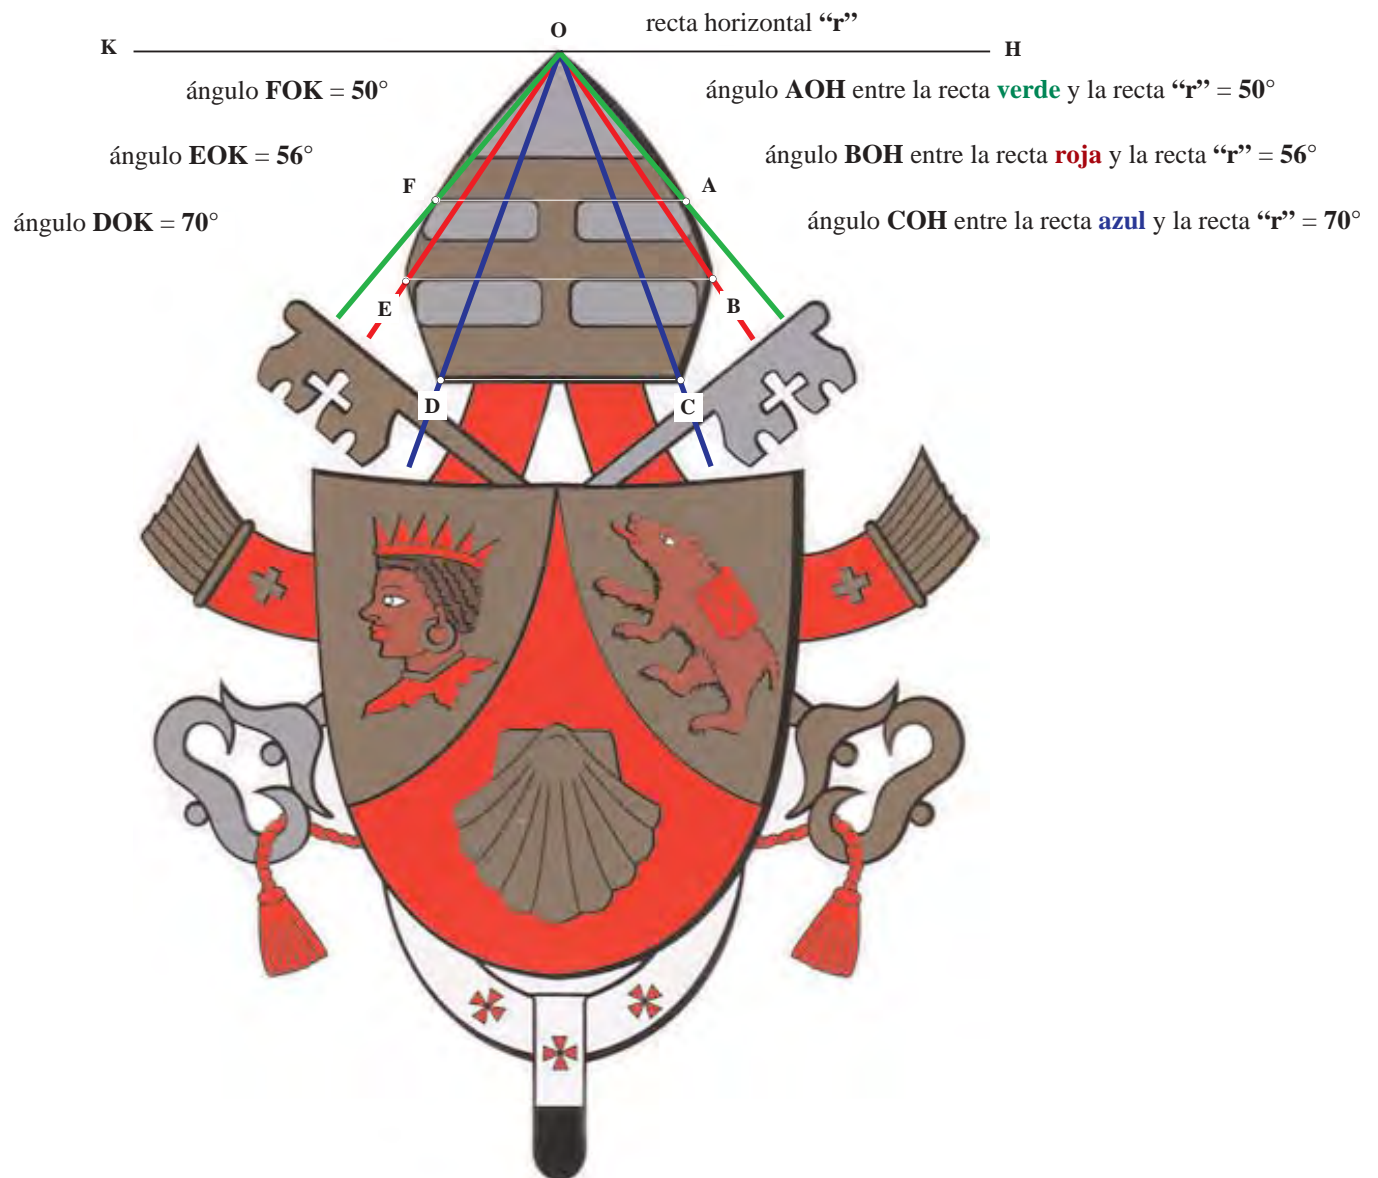 O
recta horizontal “r”
K
H
ángulo FOK = 50°
ángulo AOH entre la recta verde y la recta “r” = 50°
ángulo EOK = 56°
ángulo BOH entre la recta roja y la recta “r” = 56°
F
A
ángulo DOK = 70°
ángulo COH entre la recta azul y la recta “r” = 70°
E
B
D
C